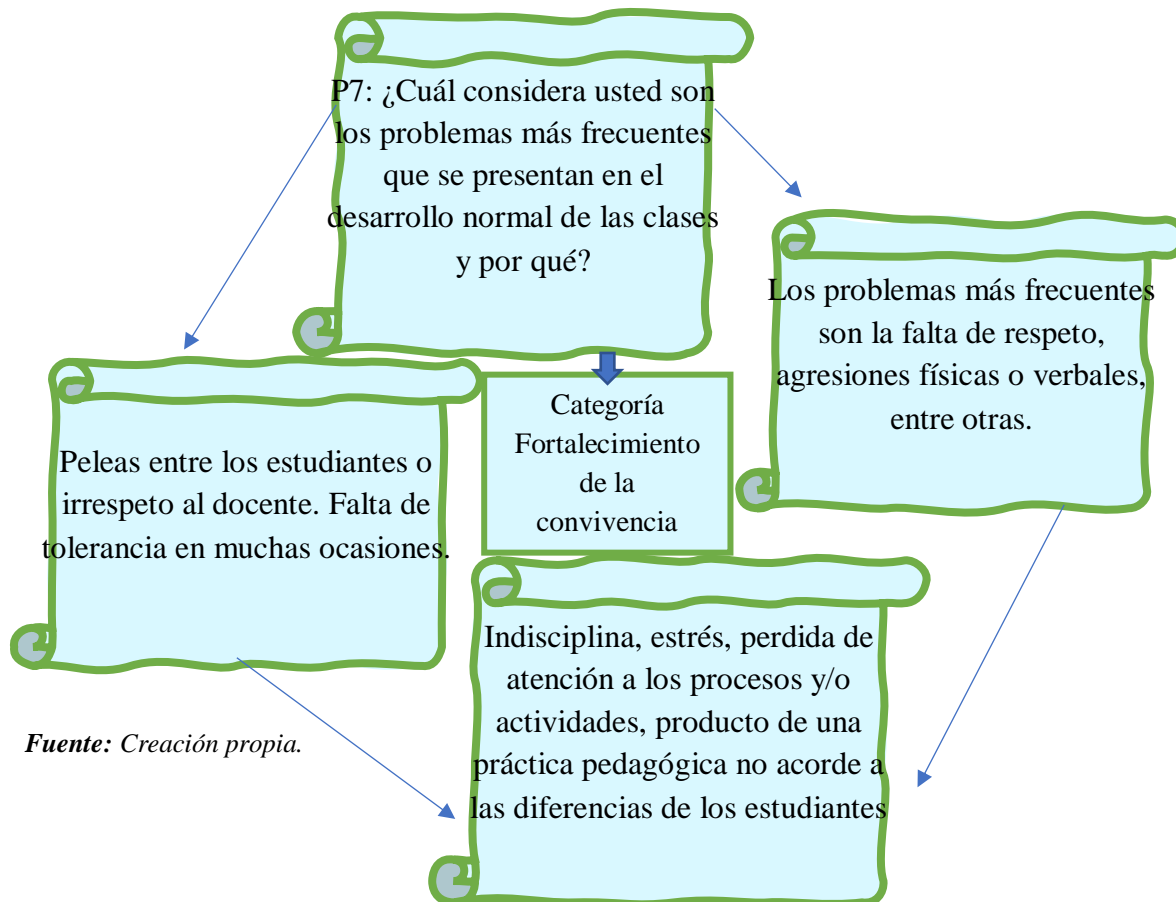 P7: ¿Cuál considera usted son
los problemas más frecuentes
que se presentan en el
desarrollo normal de las clases
y por qué?
Los problemas más frecuentes
son la falta de respeto,
agresiones físicas o verbales,
entre otras.
Categoría
Fortalecimiento
de la
convivencia
Peleas entre los estudiantes o
irrespeto al docente. Falta de
tolerancia en muchas ocasiones.
Indisciplina, estrés, perdida de
atención a los procesos y/o
actividades, producto de una
práctica pedagógica no acorde a
las diferencias de los estudiantes
Fuente: Creación propia.